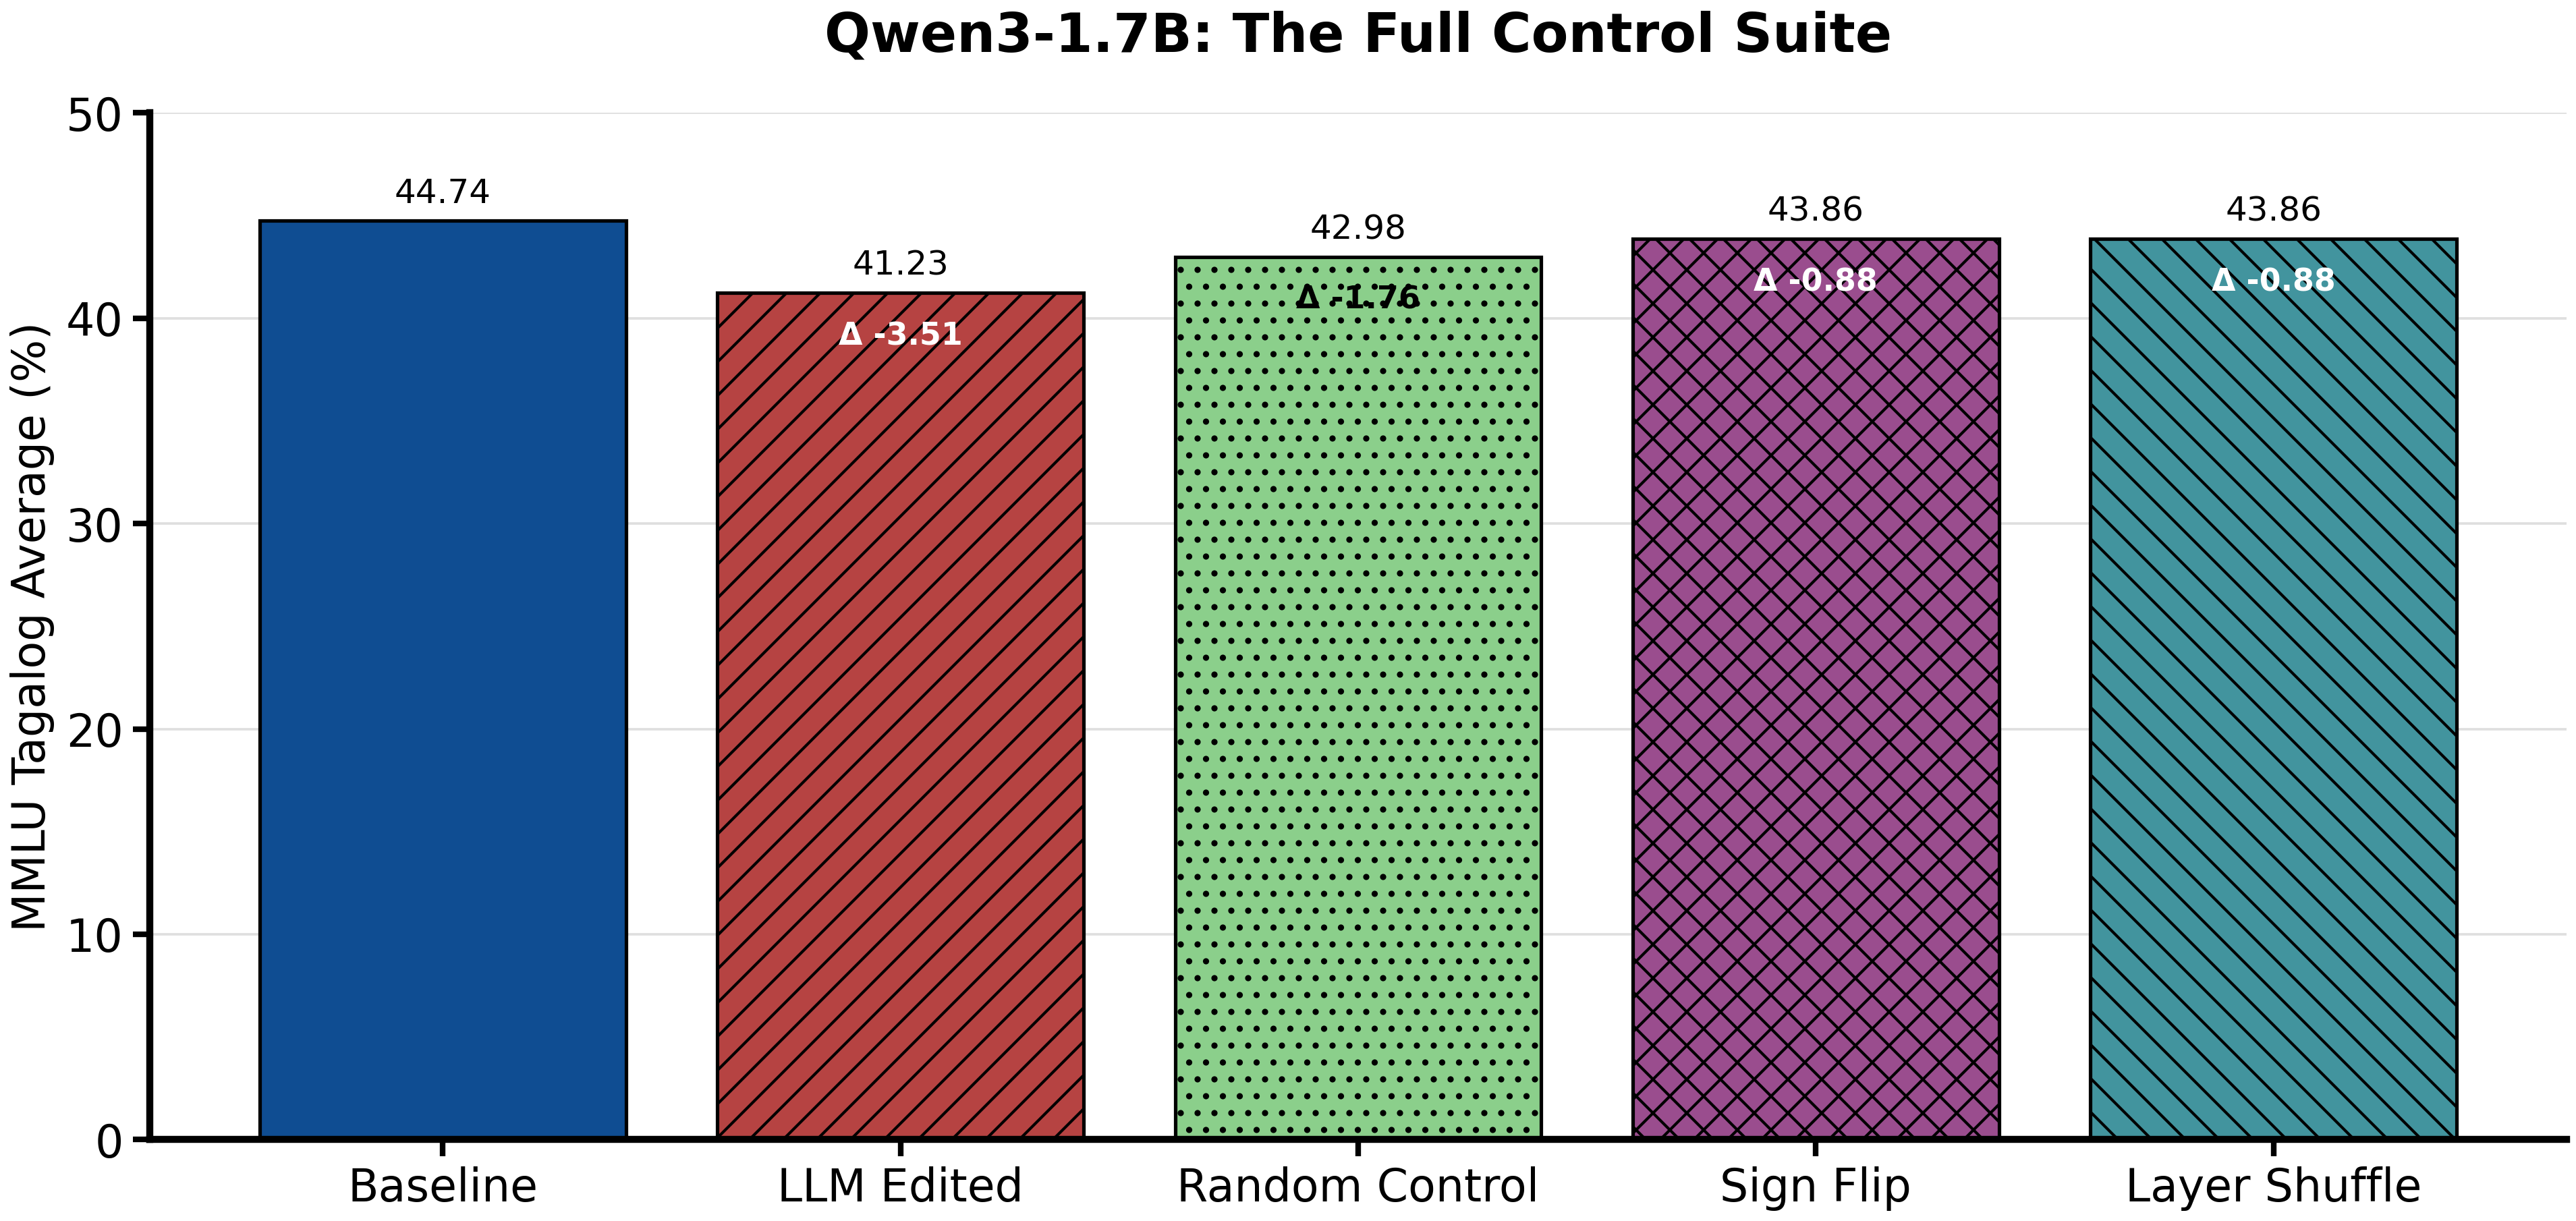 Qwen3-1.7B: The Full Control Suite
MMLU Tagalog Average (%)
50
40
30
20
10
0
44.74
41.23
Δ -3.51
42.98
Δ -1.76
43.86
Δ -0.88
43.86
Δ -0.88
Baseline
LLM Edited
Random Control
Sign Flip
Layer Shuffle